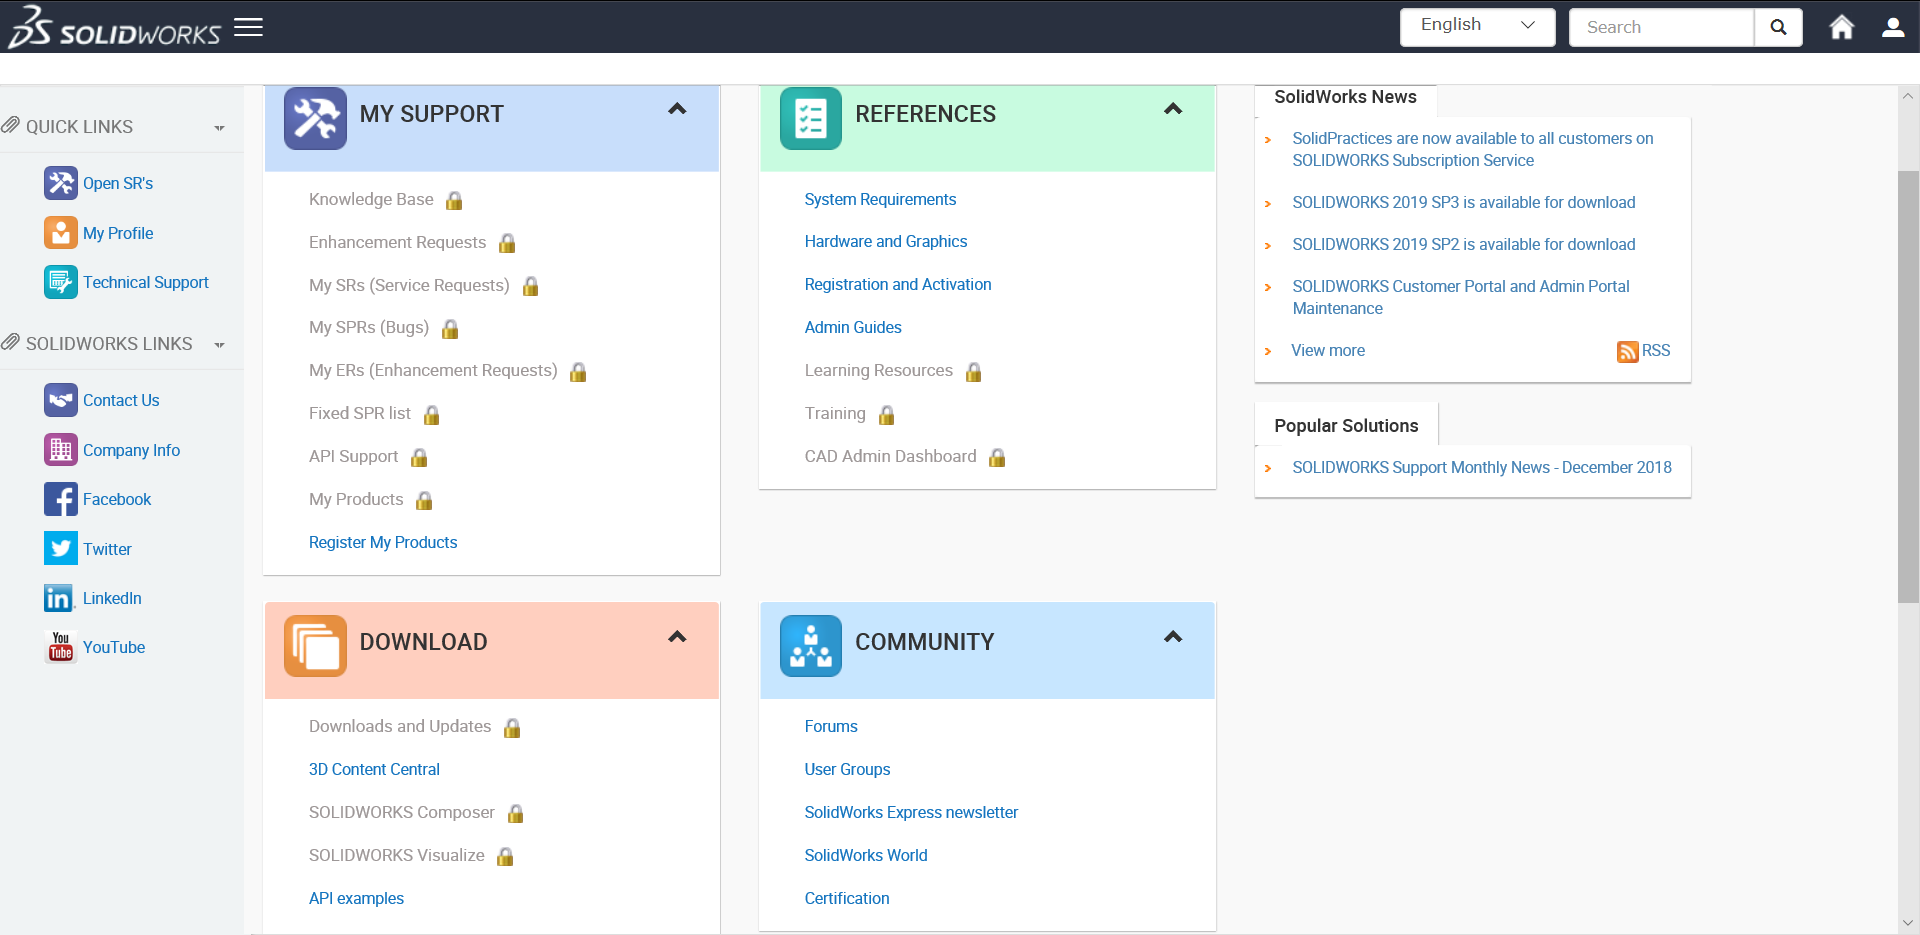 SOLIDWORKS
English
Search
QUICK LINKS
Open SR's
My Profile
Technical Support
SOLIDWORKS LINKS
Contact Us
Company Info
Facebook
Twitter
in
LinkedIn
You
Tube
YouTube
MY SUPPORT
Knowledge Base
Enhancement Requests
My SRs (Service Requests)
My SPRs (Bugs)
My ERs (Enhancement Requests)
Fixed SPR list
API Support
My Products
Register My Products
REFERENCES
System Requirements
Hardware and Graphics
Registration and Activation
Admin Guides
Learning Resources
Training
CAD Admin Dashboard
SolidWorks News
SolidPractices are now available to all customers on
SOLIDWORKS Subscription Service
SOLIDWORKS 2019 SP3 is available for download
SOLIDWORKS 2019 SP2 is available for download
SOLIDWORKS Customer Portal and Admin Portal
Maintenance
View more
RSS
Popular Solutions
SOLIDWORKS Support Monthly News - December 2018
DOWNLOAD
Downloads and Updates
3D Content Central
SOLIDWORKS Composer
SOLIDWORKS Visualize
API examples
COMMUNITY
Forums
User Groups
SolidWorks Express newsletter
SolidWorks World
Certification